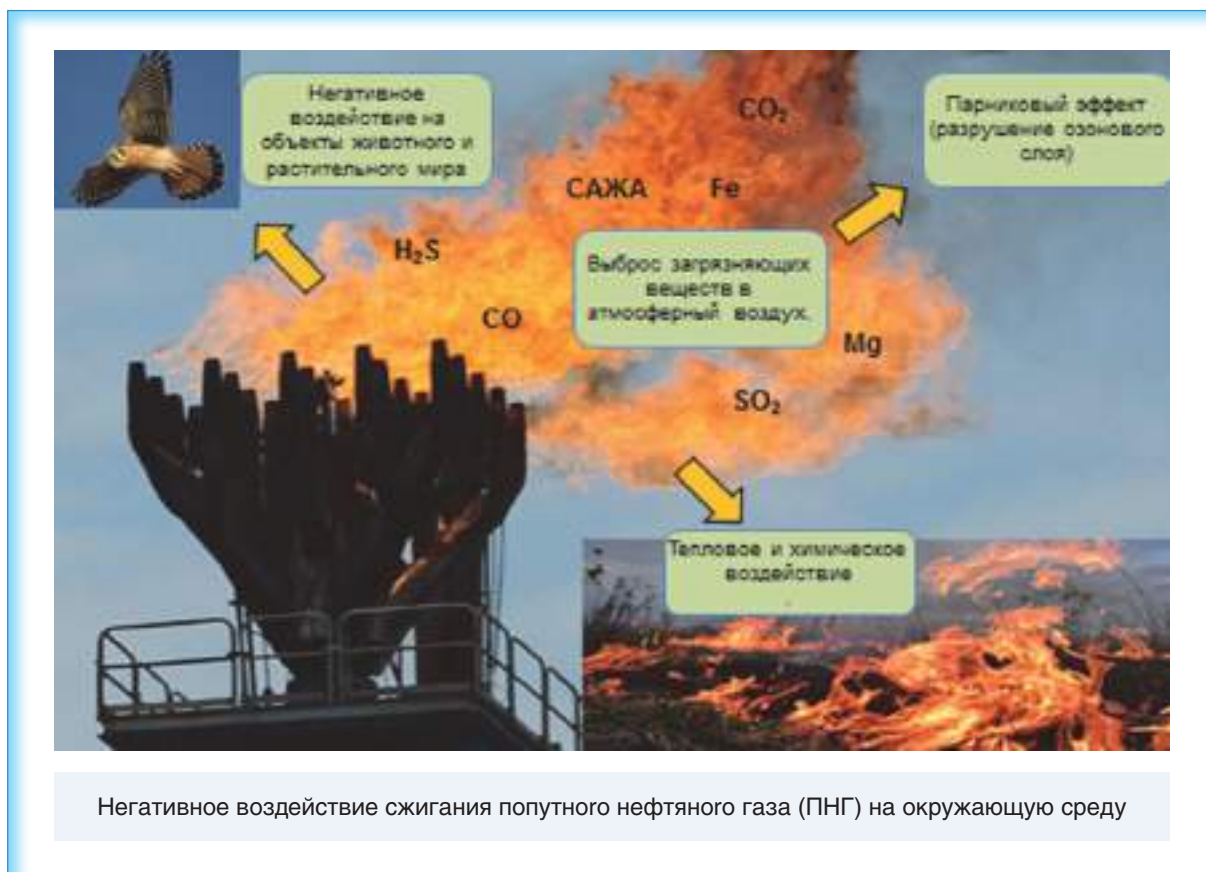 Негативное
воздействие на
объекты животного и
растительного мира
CO₂
Парниковый эффект
(разрушение озонового
слоя)
САЖА Fe
H₂S
Выброс загрязняющих
веществ в
атмосферный воздух.
CO
Mg
SO₂
Тепловое и химическое
воздействие
.
Негативное воздействие сжигания попутного нефтяного газа (ПНГ) на окружающую среду